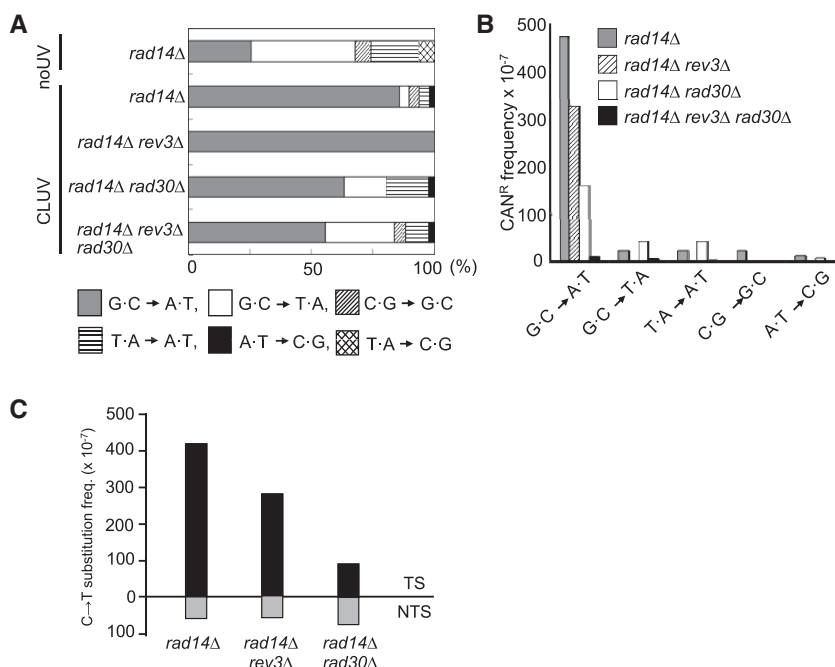 A
noUV
rad14Δ
CLUV
rad14Δ
rad14Δ rev3Δ
rad14Δ rad30Δ
rad14Δ rev3Δ
rad30Δ
0 50 100 (%)
G·C → A·T, G·C → T·A, C·G → G·C
T·A → A·T, A·T → C·G, T·A → C·G
B
CANᴿ frequency x 10⁻⁷
500
400
300
200
100
0
rad14Δ
rad14Δ rev3Δ
rad14Δ rad30Δ
rad14Δ rev3Δ rad30Δ
G·C → A·T
G·C → T·A
T·A → A·T
C·G → G·C
A·T → C·G
C
C→T substitution freq. (x 10⁻⁷)
500
400
300
200
100
0
100
TS
NTS
rad14Δ
rad14Δ
rev3Δ
rad14Δ
rad30Δ